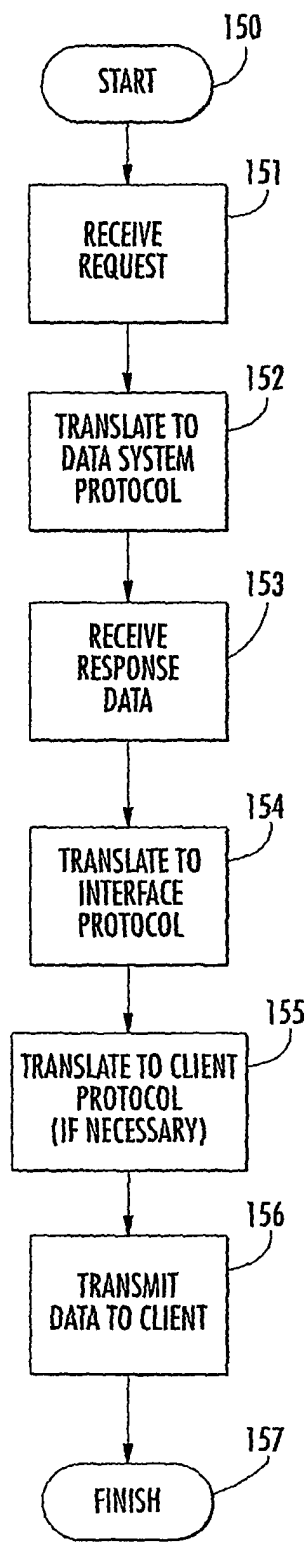 150
START
151
RECEIVE
REQUEST
152
TRANSLATE TO
DATA SYSTEM
PROTOCOL
153
RECEIVE
RESPONSE
DATA
154
TRANSLATE TO
INTERFACE
PROTOCOL
155
TRANSLATE TO CLIENT
PROTOCOL
(IF NECESSARY)
156
TRANSMIT
DATA TO CLIENT
157
FINISH